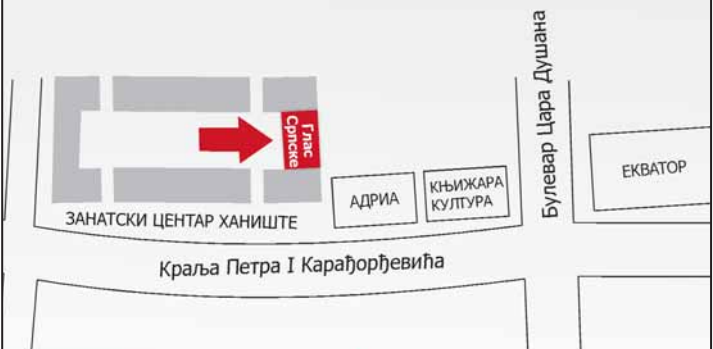 Булевар Цара Душана
Глас
Српске
ЕКВАТОР
АДРИА
КЊИЖАРА
КУЛТУРА
ЗАНАТСКИ ЦЕНТАР ХАНИШТЕ
Краља Петра I Карађорђевића